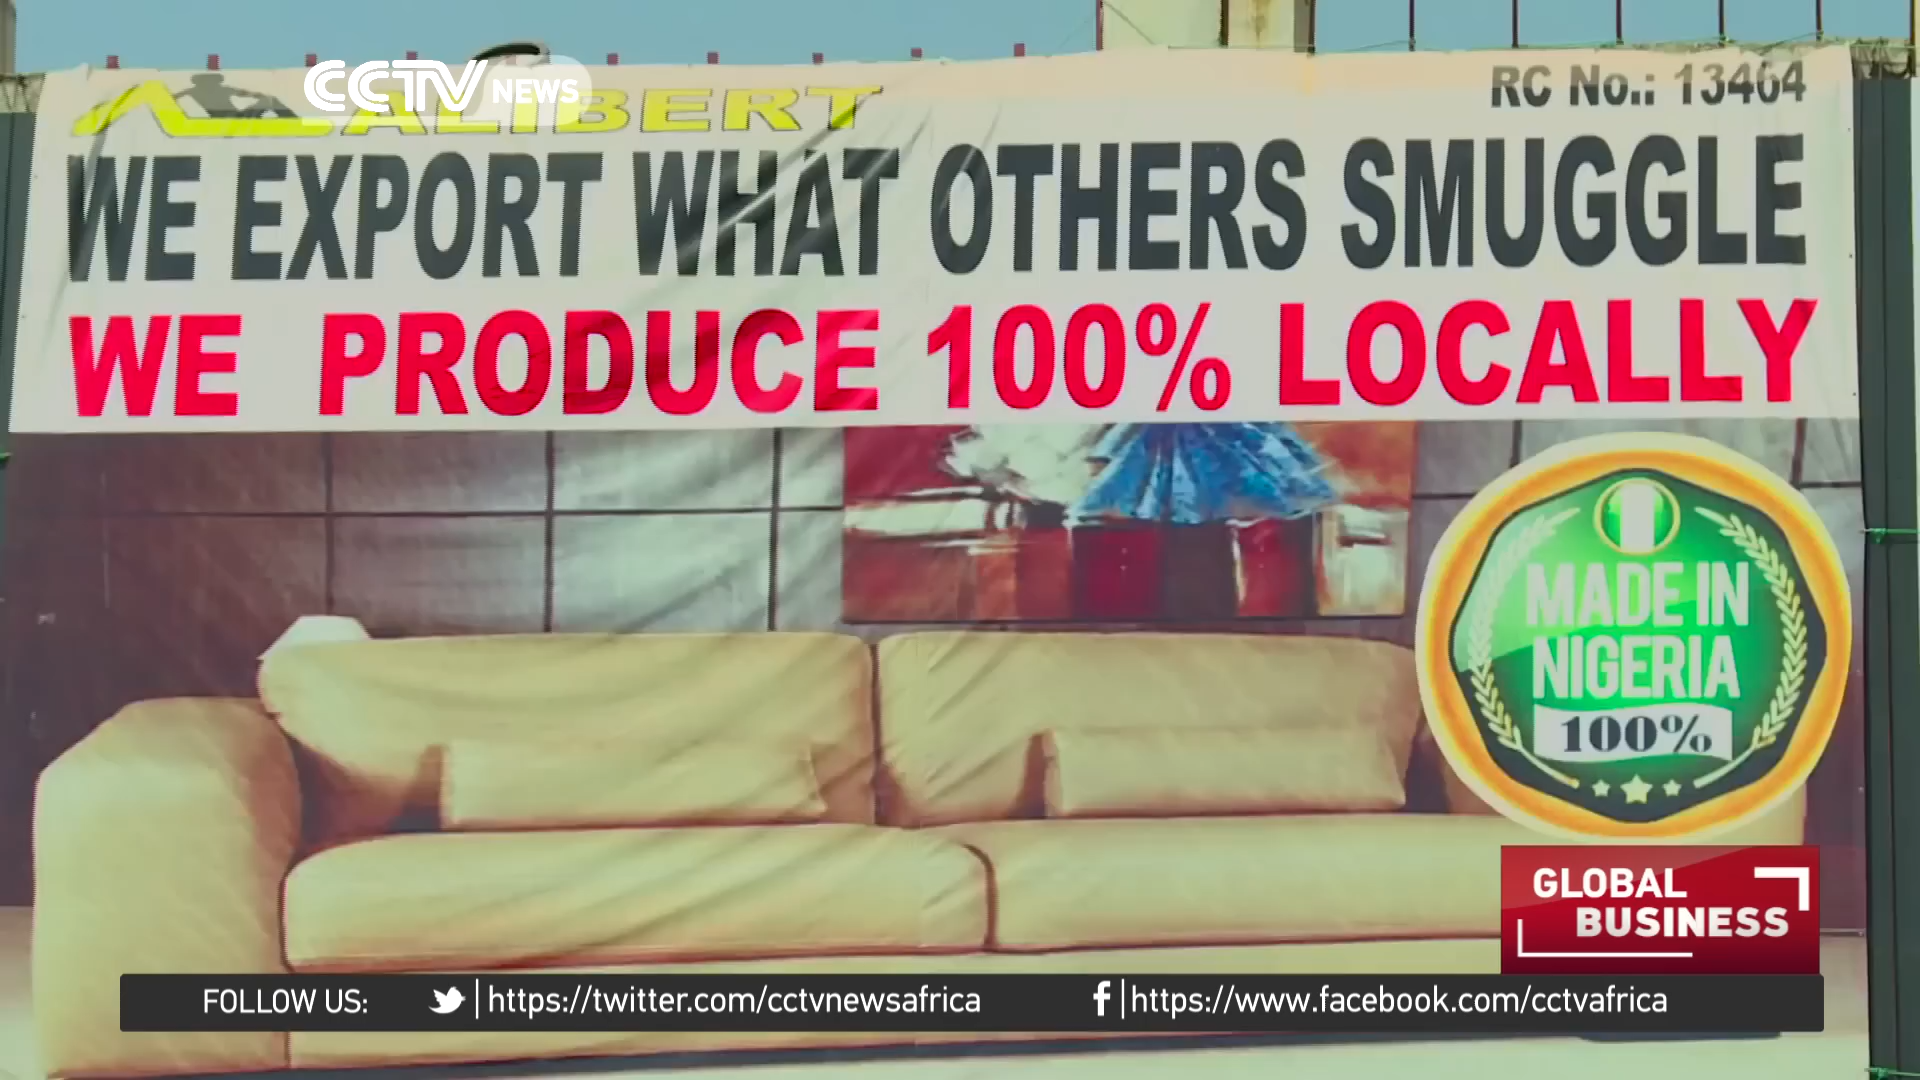 CCTV NEWS
ALIBERT
RC No.: 13464
WE EXPORT WHAT OTHERS SMUGGLE
WE PRODUCE 100% LOCALLY
MADE IN
NIGERIA
100%
GLOBAL
BUSINESS
FOLLOW US: https://twitter.com/cctvnewsafrica https://www.facebook.com/cctvafrica